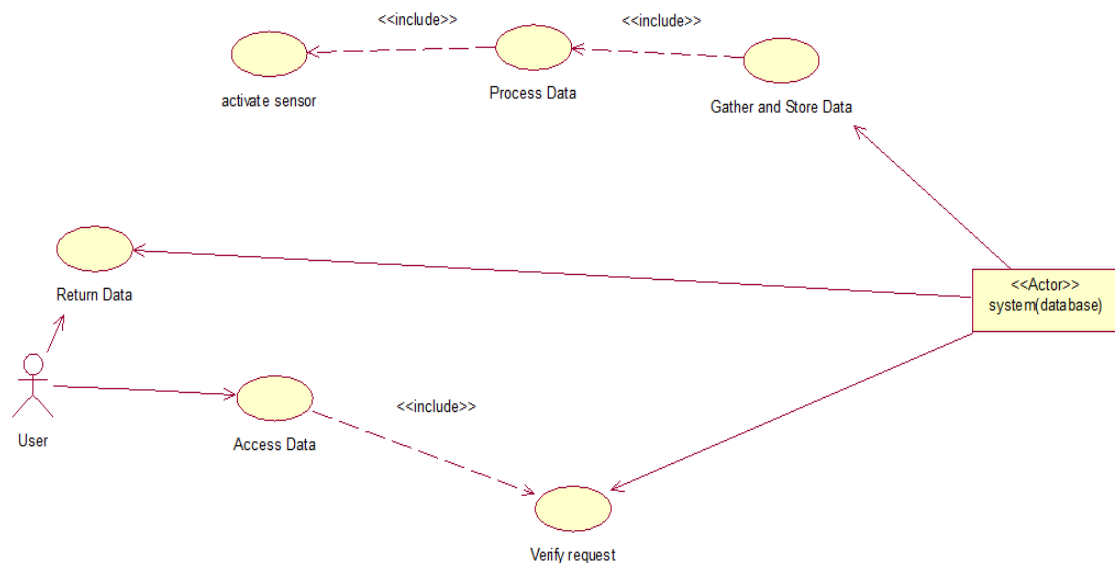 <<include>>
<<include>>
activate sensor
Process Data
Gather and Store Data
Return Data
<<Actor>>
system(database)
User
Access Data
<<include>>
Verify request